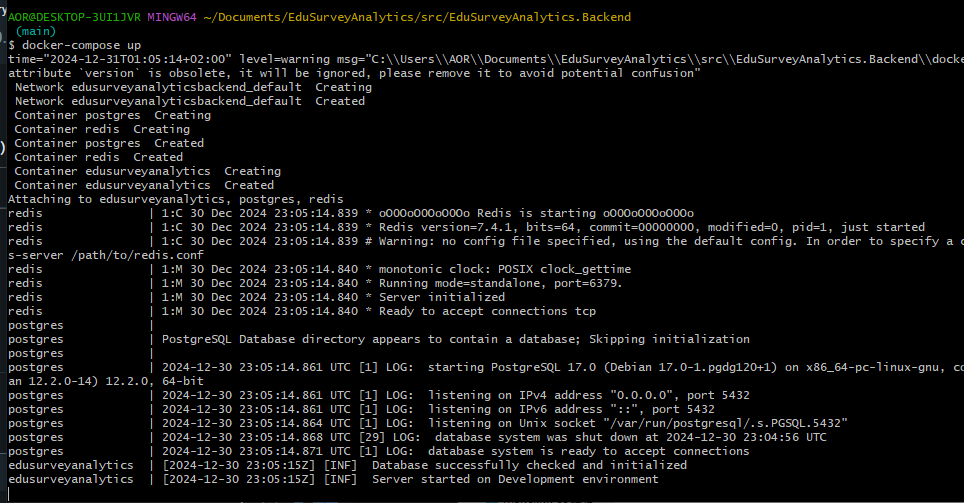 AOR@DESKTOP-3UI1JVR MINGW64 ~/Documents/EduSurveyAnalytics/src/EduSurveyAnalytics.Backend
(main)
$ docker-compose up
time="2024-12-31T01:05:14+02:00" level=warning msg="C:\\Users\\AOR\\Documents\\EduSurveyAnalytics\\src\\EduSurveyAnalytics.Backend\\docke
attribute `version` is obsolete, it will be ignored, please remove it to avoid potential confusion"
Network edusurveyanalyticsbackend_default  Creating
Network edusurveyanalyticsbackend_default  Created
Container postgres  Creating
Container redis  Creating
Container postgres  Created
Container redis  Created
Container edusurveyanalytics  Creating
Container edusurveyanalytics  Created
Attaching to edusurveyanalytics, postgres, redis
redis               | 1:C 30 Dec 2024 23:05:14.839 * oO0OoO0OoO0Oo Redis is starting oO0OoO0OoO0Oo
redis               | 1:C 30 Dec 2024 23:05:14.839 * Redis version=7.4.1, bits=64, commit=00000000, modified=0, pid=1, just started
redis               | 1:C 30 Dec 2024 23:05:14.839 # Warning: no config file specified, using the default config. In order to specify a c
s-server /path/to/redis.conf
redis               | 1:M 30 Dec 2024 23:05:14.840 * monotonic clock: POSIX clock_gettime
redis               | 1:M 30 Dec 2024 23:05:14.840 * Running mode=standalone, port=6379.
redis               | 1:M 30 Dec 2024 23:05:14.840 * Server initialized
redis               | 1:M 30 Dec 2024 23:05:14.840 * Ready to accept connections tcp
postgres            |
postgres            | PostgreSQL Database directory appears to contain a database; Skipping initialization
postgres            |
postgres            | 2024-12-30 23:05:14.861 UTC [1] LOG:  starting PostgreSQL 17.0 (Debian 17.0-1.pgdg120+1) on x86_64-pc-linux-gnu, co
an 12.2.0-14) 12.2.0, 64-bit
postgres            | 2024-12-30 23:05:14.861 UTC [1] LOG:  listening on IPv4 address "0.0.0.0", port 5432
postgres            | 2024-12-30 23:05:14.861 UTC [1] LOG:  listening on IPv6 address "::", port 5432
postgres            | 2024-12-30 23:05:14.864 UTC [1] LOG:  listening on Unix socket "/var/run/postgresql/.s.PGSQL.5432"
postgres            | 2024-12-30 23:05:14.868 UTC [29] LOG:  database system was shut down at 2024-12-30 23:04:56 UTC
postgres            | 2024-12-30 23:05:14.871 UTC [1] LOG:  database system is ready to accept connections
edusurveyanalytics  | [2024-12-30 23:05:15Z] [INF]  Database successfully checked and initialized
edusurveyanalytics  | [2024-12-30 23:05:15Z] [INF]  Server started on Development environment